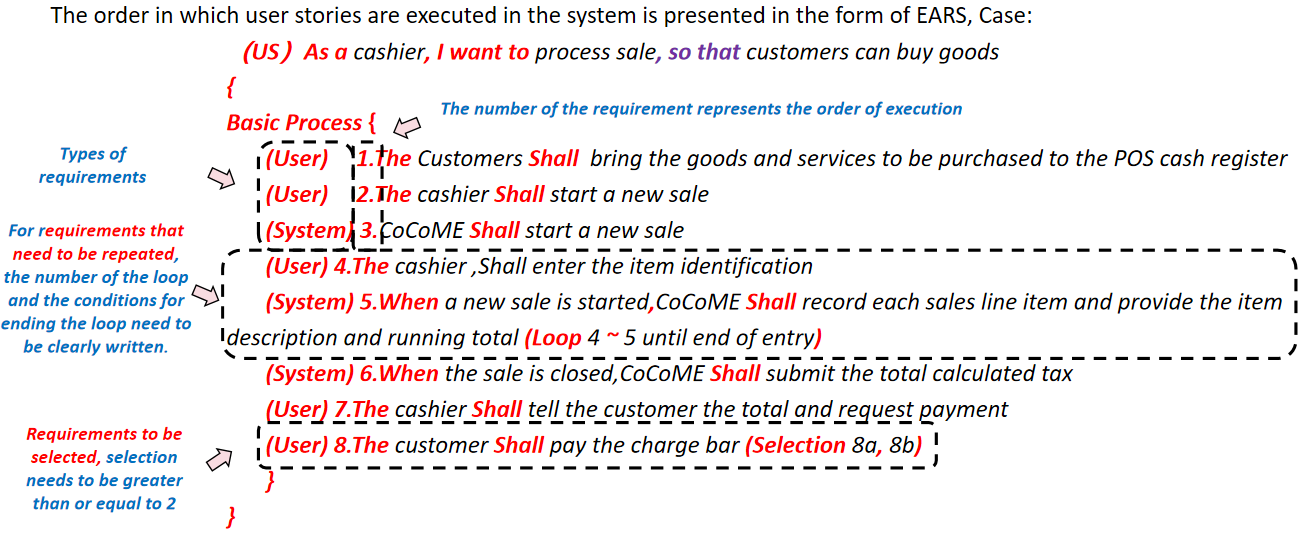 The order in which user stories are executed in the system is presented in the form of EARS, Case:
(US) As a cashier, I want to process sale, so that customers can buy goods
{
The number of the requirement represents the order of execution
Basic Process {
Types of
requirements
(User) 1.The Customers Shall bring the goods and services to be purchased to the POS cash register
(User) 2.The cashier Shall start a new sale
(System) 3.CoCoME Shall start a new sale
For requirements that
need to be repeated,
the number of the loop
and the conditions for
ending the loop need to
be clearly written.
(User) 4.The cashier ,Shall enter the item identification
(System) 5.When a new sale is started,CoCoME Shall record each sales line item and provide the item
description and running total (Loop 4 ~ 5 until end of entry)
(System) 6.When the sale is closed,CoCoME Shall submit the total calculated tax
(User) 7.The cashier Shall tell the customer the total and request payment
Requirements to be
selected, selection
needs to be greater
than or equal to 2
(User) 8.The customer Shall pay the charge bar (Selection 8a, 8b)
}
}